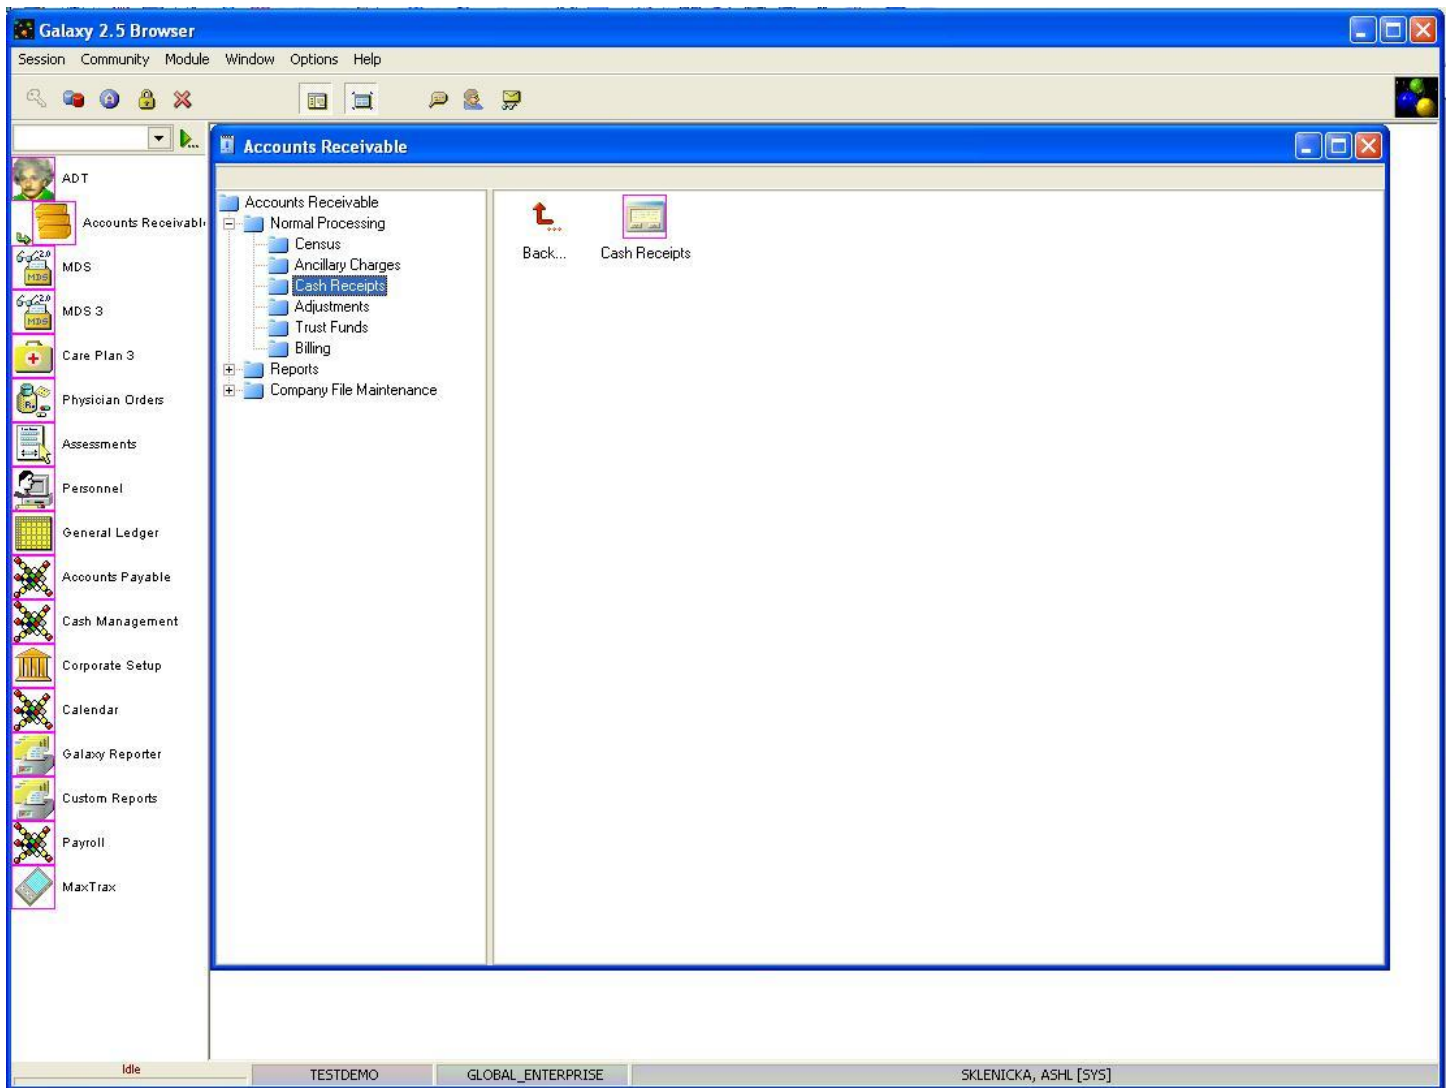 Galaxy 2.5 Browser
Session Community Module Window Options Help
Accounts Receivable
ADT
Accounts Receivabl
MDS
MDS 3
Care Plan 3
Physician Orders
Assessments
Personnel
General Ledger
Accounts Payable
Cash Management
Corporate Setup
Calendar
Galaxy Reporter
Custom Reports
Payroll
MaxTrax
Accounts Receivable
Normal Processing
Census
Ancillary Charges
Cash Receipts
Adjustments
Trust Funds
Billing
Reports
Company File Maintenance
Back...
Cash Receipts
Idle
TESTDEMO
GLOBAL_ENTERPRISE
SKLENICKA, ASHL [SYS]